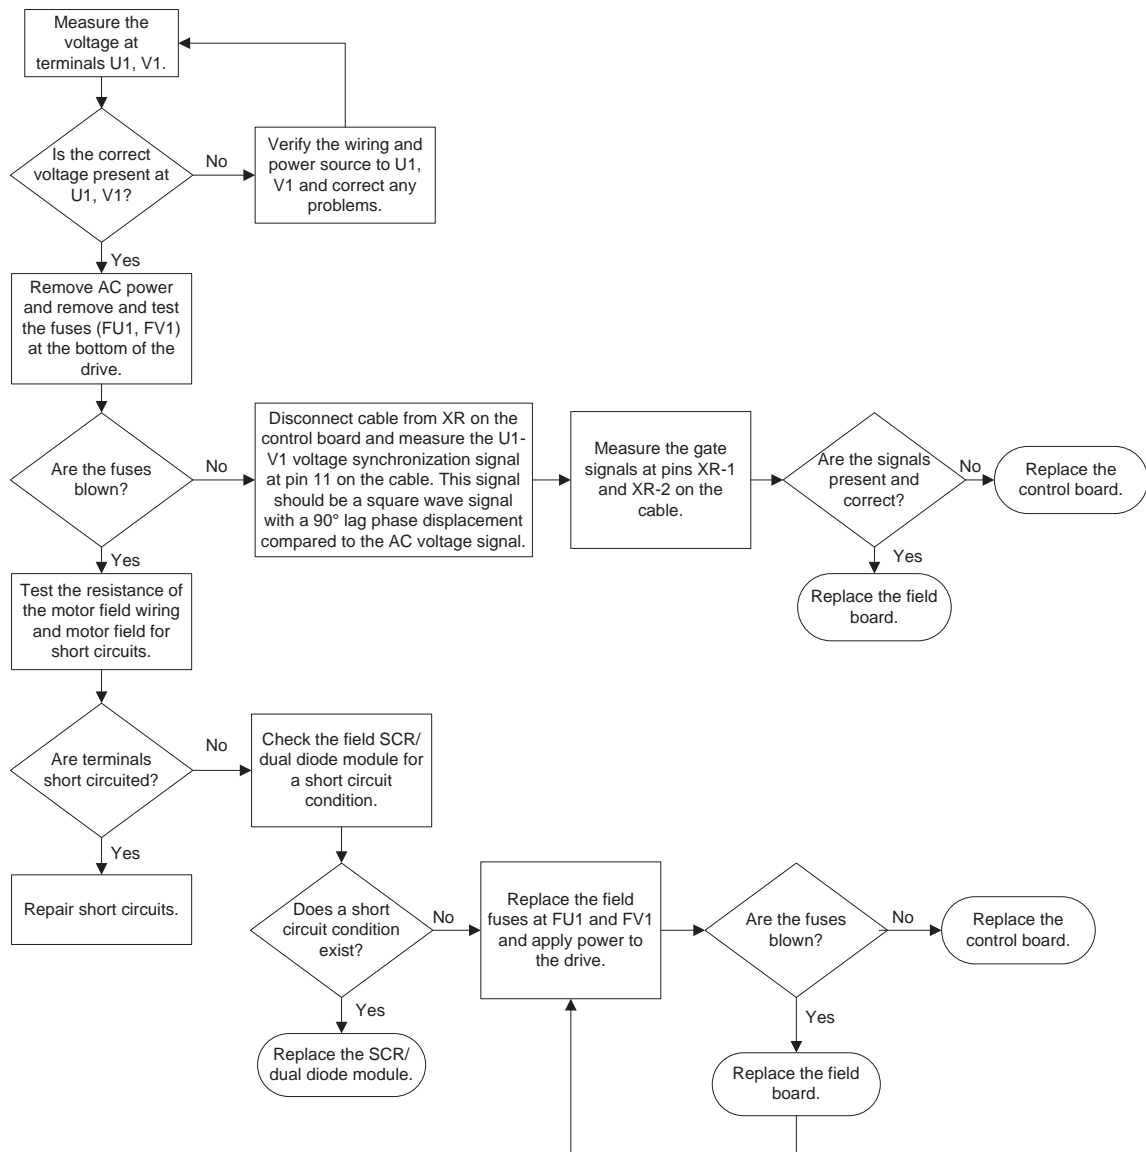 Measure the
voltage at
terminals U1, V1.
Is the correct
voltage present at
U1, V1?
No
Verify the wiring and
power source to U1,
V1 and correct any
problems.
Yes
Remove AC power
and remove and test
the fuses (FU1, FV1)
at the bottom of the
drive.
Are the fuses
blown?
No
Disconnect cable from XR on the
control board and measure the U1-
V1 voltage synchronization signal
at pin 11 on the cable. This signal
should be a square wave signal
with a 90° lag phase displacement
compared to the AC voltage signal.
Measure the gate
signals at pins XR-1
and XR-2 on the
cable.
Are the signals
present and
correct?
No
Replace the
control board.
Yes
Replace the field
board.
Yes
Test the resistance of
the motor field wiring
and motor field for
short circuits.
Are terminals
short circuited?
No
Check the field SCR/
dual diode module for
a short circuit
condition.
Yes
Repair short circuits.
Does a short
circuit condition
exist?
No
Replace the field
fuses at FU1 and FV1
and apply power to
the drive.
Are the fuses
blown?
No
Replace the
control board.
Yes
Replace the SCR/
dual diode module.
Yes
Replace the field
board.